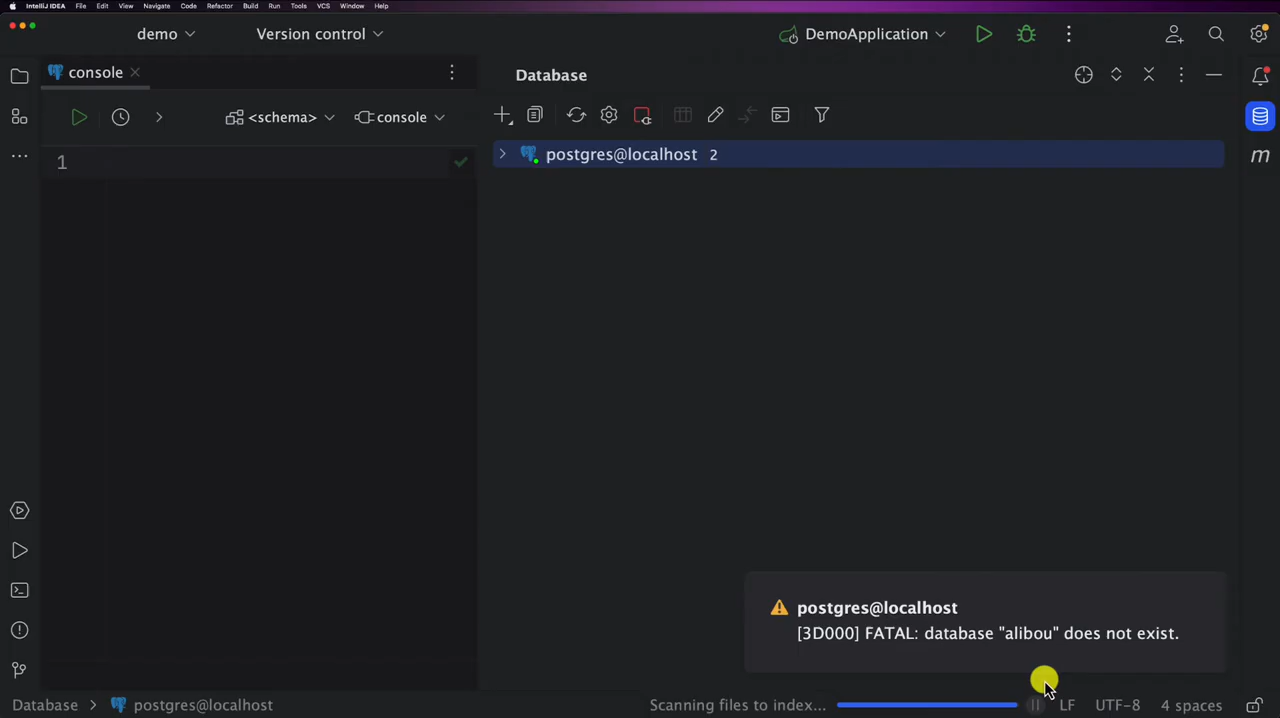 IntelliJ IDEA File Edit View Navigate Code Refactor Build Run Tools VCS Window Help
demo Version control DemoApplication
console
Database
<schema> console
1
postgres@localhost 2
m
postgres@localhost
[3D000] FATAL: database "alibou" does not exist.
Database postgres@localhost Scanning files to index... LF UTF-8 4 spaces